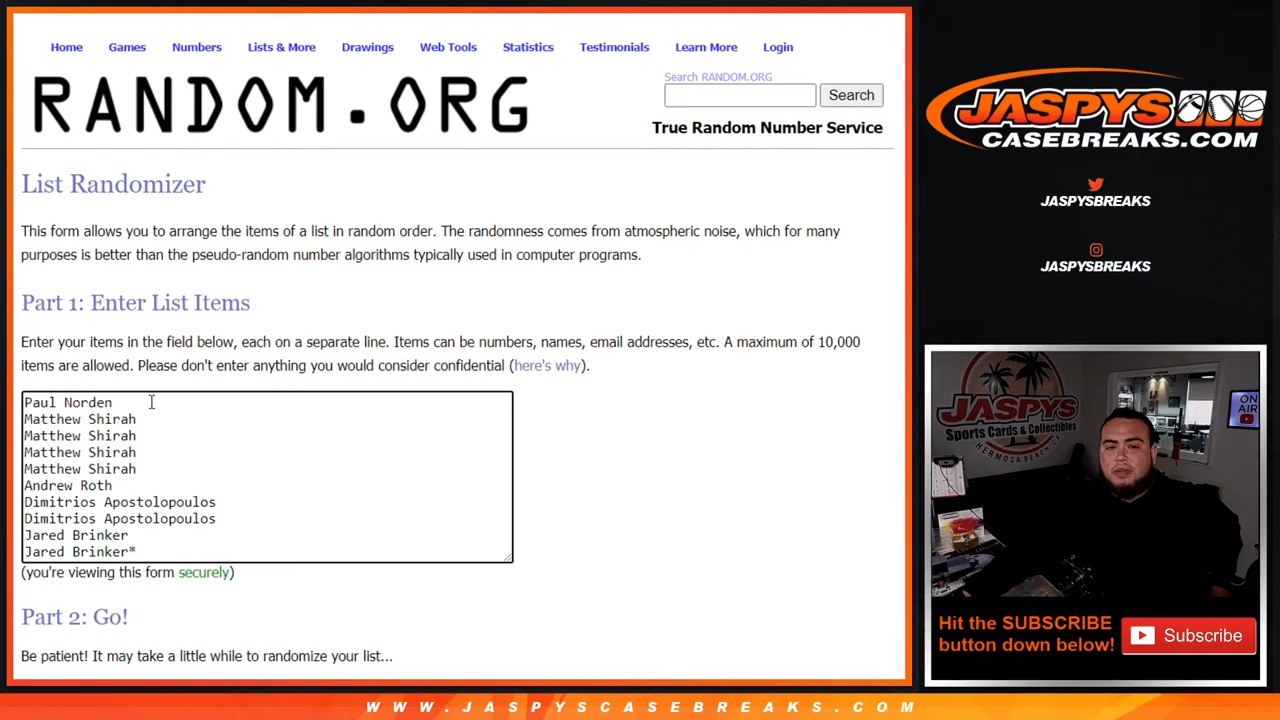 Home Games Numbers Lists & More Drawings Web Tools Statistics Testimonials Learn More Login
RANDOM.ORG
Search RANDOM.ORG
Search
True Random Number Service
List Randomizer
This form allows you to arrange the items of a list in random order. The randomness comes from atmospheric noise, which for many
purposes is better than the pseudo-random number algorithms typically used in computer programs.
Part 1: Enter List Items
Enter your items in the field below, each on a separate line. Items can be numbers, names, email addresses, etc. A maximum of 10,000
items are allowed. Please don't enter anything you would consider confidential (here's why).
Paul Norden
Matthew Shirah
Matthew Shirah
Matthew Shirah
Matthew Shirah
Andrew Roth
Dimitrios Apostolopoulos
Dimitrios Apostolopoulos
Jared Brinker
Jared Brinker*
(you're viewing this form securely)
Part 2: Go!
Be patient! It may take a little while to randomize your list...
JASPYS
CASEBREAKS.COM
JASPYSBREAKS
JASPYSBREAKS
JASPYS
Sports Cards & Collectibles
HERMOSA BEACH
ON
AIR
Hit the SUBSCRIBE
button down below!
Subscribe
WWW.JASPYSCASEBREAKS.COM